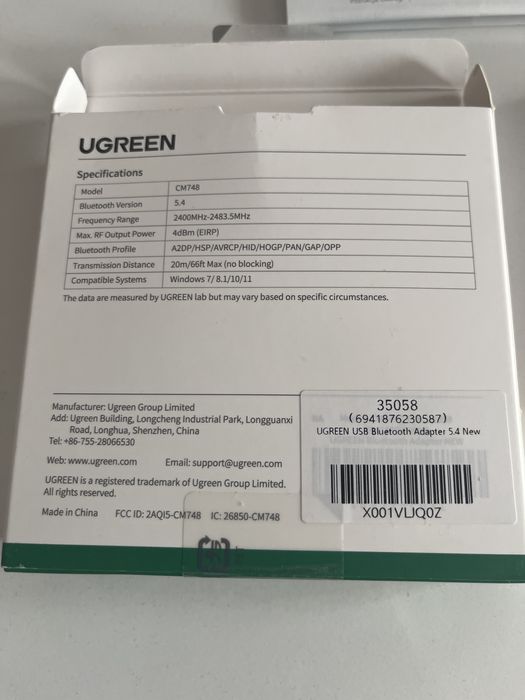 UGREEN
Specifications
Model CM748
Bluetooth Version 5.4
Frequency Range 2400MHz-2483.5MHz
Max. RF Output Power 4dBm (EIRP)
Bluetooth Profile A2DP/HSP/AVRCP/HID/HOGP/PAN/GAP/OPP
Transmission Distance 20m/66ft Max (no blocking)
Compatible Systems Windows 7/ 8.1/10/11
The data are measured by UGREEN lab but may vary based on specific circumstances.
Manufacturer: Ugreen Group Limited
Add: Ugreen Building, Longcheng Industrial Park, Longguanxi
Road, Longhua, Shenzhen, China
Tel: +86-755-28066530
Web: www.ugreen.com Email: support@ugreen.com
UGREEN is a registered trademark of Ugreen Group Limited.
All rights reserved.
Made in China FCC ID: 2AQI5-CM748 IC: 26850-CM748
35058
(6941876230587)
UGREEN USB Bluetooth Adapter 5.4 New
X001VLJQ0Z